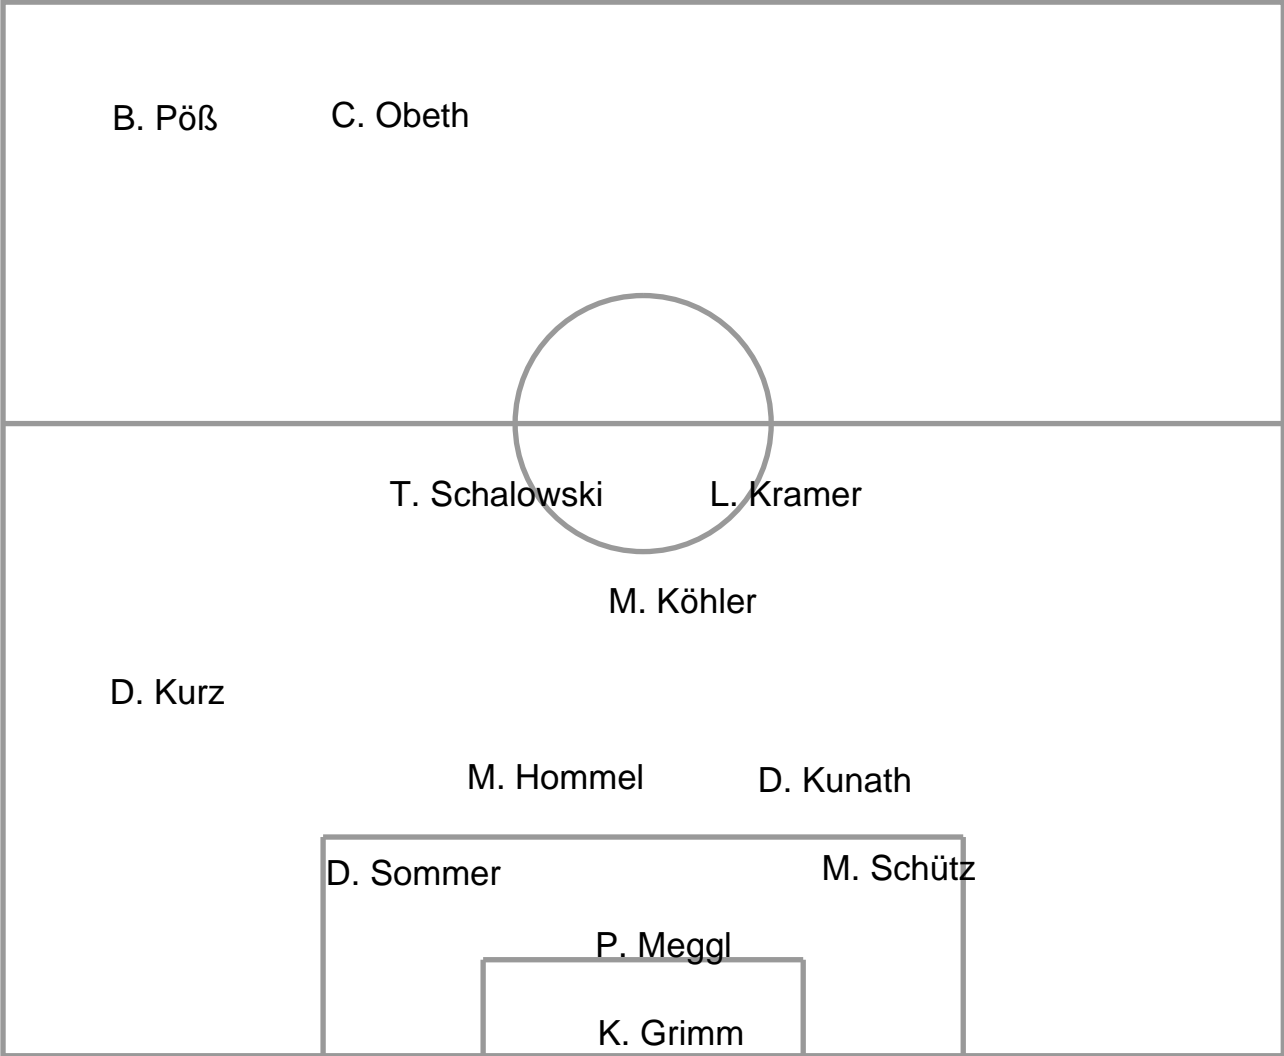 B. Pöß
C. Obeth
T. Schalowski
L. Kramer
M. Köhler
D. Kurz
M. Hommel
D. Kunath
D. Sommer
M. Schütz
P. Meggl
K. Grimm